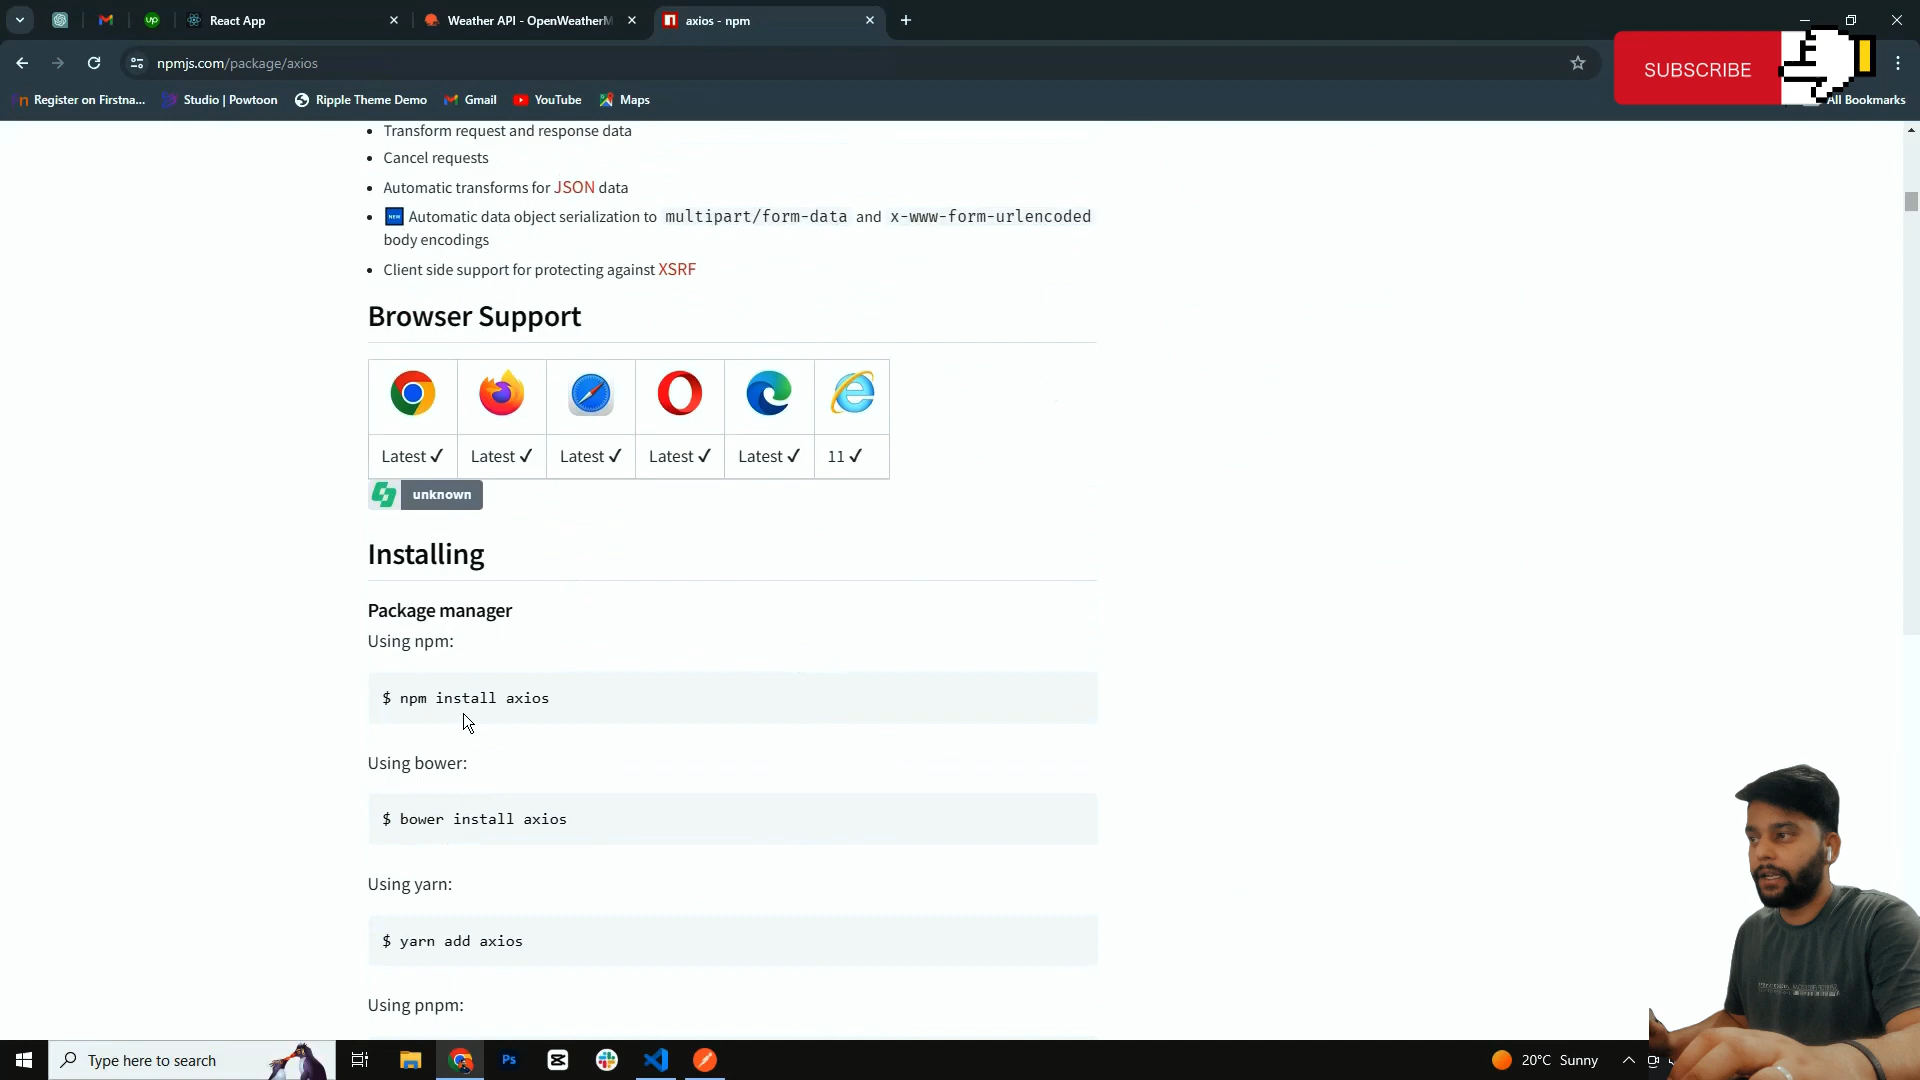 React App
Weather API - OpenWeatherM
axios - npm
npmjs.com/package/axios
SUBSCRIBE
Register on Firstna...
Studio | Powtoon
Ripple Theme Demo
Gmail
YouTube
Maps
All Bookmarks
Transform request and response data
Cancel requests
Automatic transforms for JSON data
NEW Automatic data object serialization to multipart/form-data and x-www-form-urlencoded
body encodings
Client side support for protecting against XSRF
Browser Support
Latest ✓ Latest ✓ Latest ✓ Latest ✓ Latest ✓ 11 ✓
unknown
Installing
Package manager
Using npm:
$ npm install axios
Using bower:
$ bower install axios
Using yarn:
$ yarn add axios
Using pnpm:
Type here to search
Ps
20°C Sunny